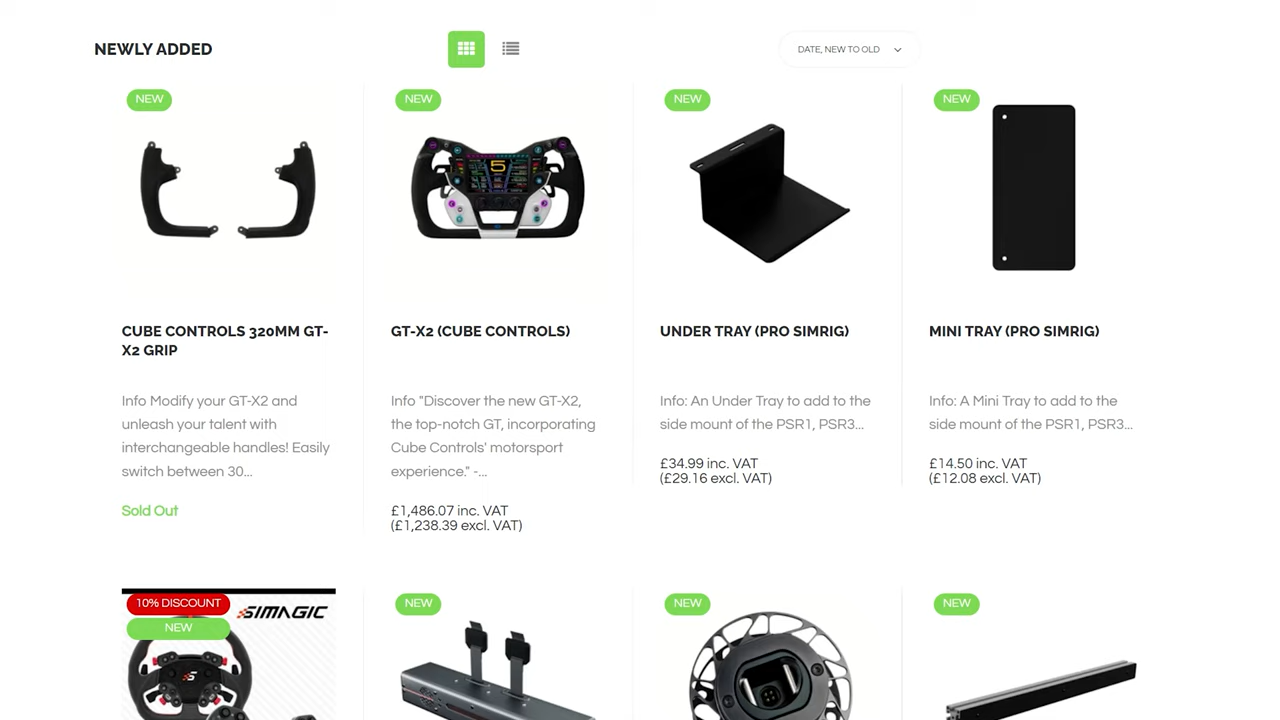 NEWLY ADDED
DATE, NEW TO OLD
NEW
NEW
NEW
NEW
5
CUBE CONTROLS 320MM GT-
X2 GRIP
Info Modify your GT-X2 and
unleash your talent with
interchangeable handles! Easily
switch between 30...
Sold Out
GT-X2 (CUBE CONTROLS)
Info "Discover the new GT-X2,
the top-notch GT, incorporating
Cube Controls' motorsport
experience." -...
£1,486.07 inc. VAT
(£1,238.39 excl. VAT)
UNDER TRAY (PRO SIMRIG)
Info: An Under Tray to add to the
side mount of the PSR1, PSR3...
£34.99 inc. VAT
(£29.16 excl. VAT)
MINI TRAY (PRO SIMRIG)
Info: A Mini Tray to add to the
side mount of the PSR1, PSR3...
£14.50 inc. VAT
(£12.08 excl. VAT)
10% DISCOUNT
NEW
SIMAGIC
NEW
NEW
NEW